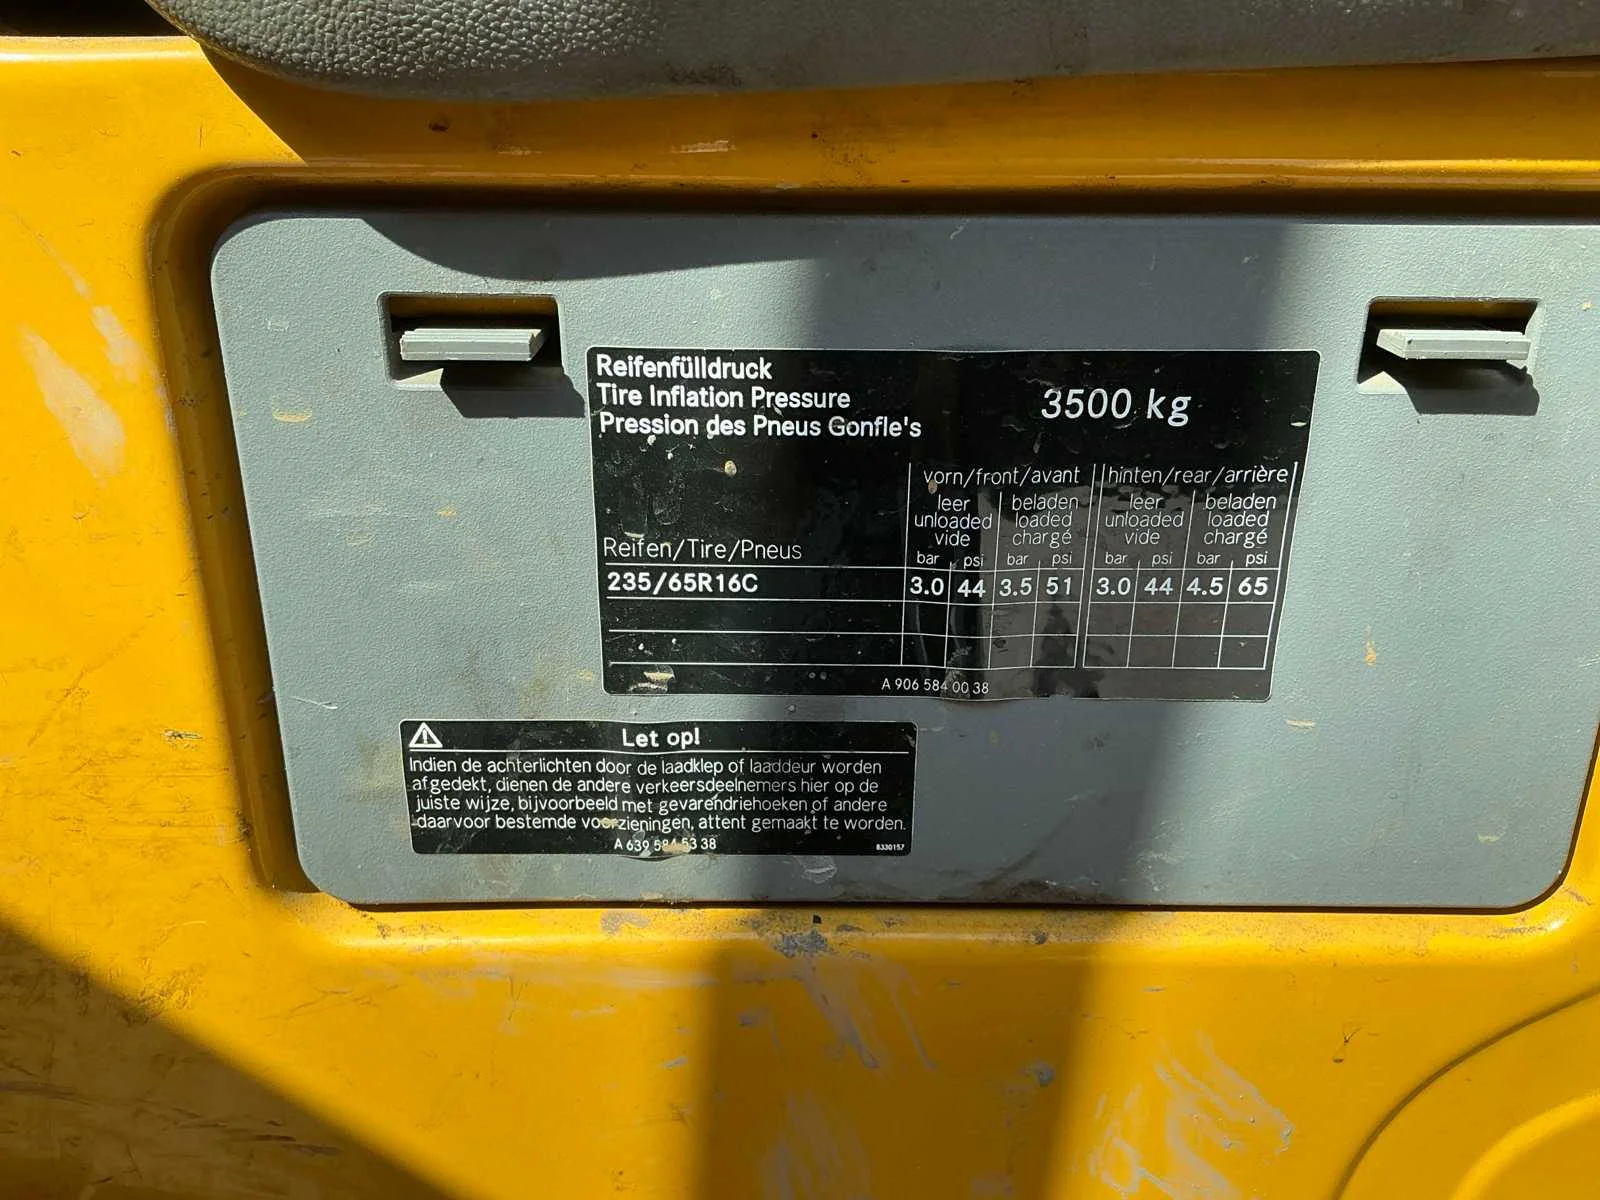 Reifenfülldruck
Tire Inflation Pressure
Pression des Pneus Gonfle's
3500 kg
vorn/front/avant hinten/rear/arrière
leer beladen leer beladen
unloaded loaded unloaded loaded
vide chargé vide chargé
Reifen/Tire/Pneus bar psi bar psi bar psi bar psi
235/65R16C 3.0 44 3.5 51 3.0 44 4.5 65
A 906 584 00 38
Let op!
Indien de achterlichten door de laadklep of laaddeur worden
afgedekt, dienen de andere verkeersdeelnemers hier op de
juiste wijze, bijvoorbeeld met gevarendriehoeken of andere
daarvoor bestemde voorzieningen, attent gemaakt te worden.
A 639 584 53 38
8330157